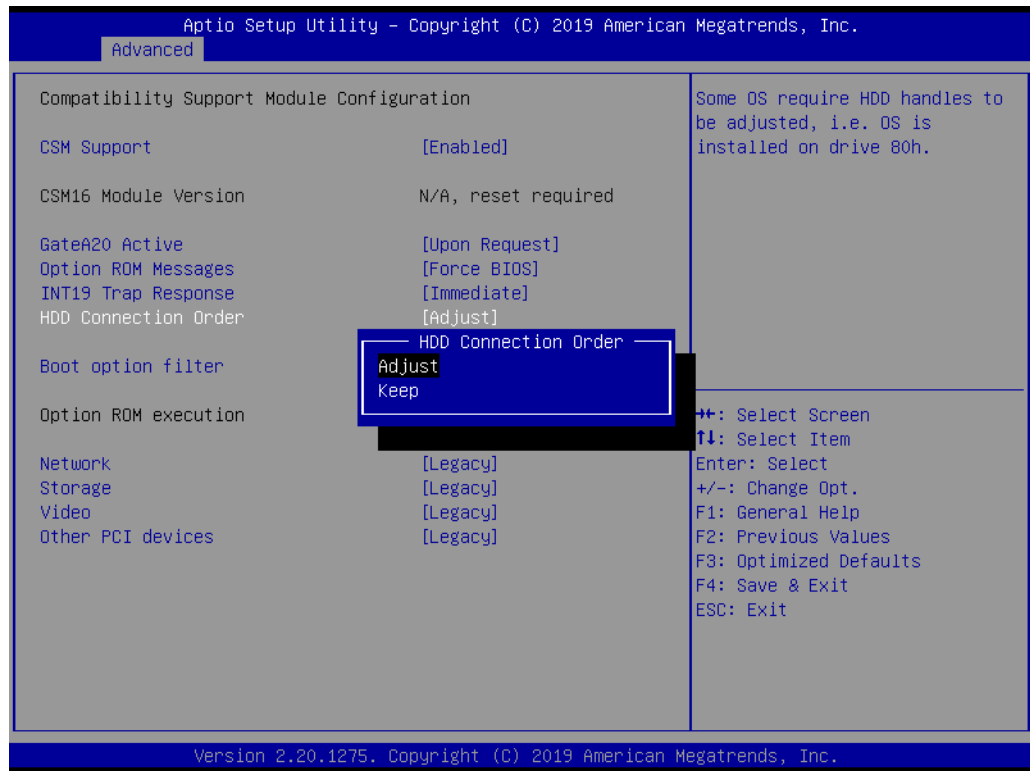 Aptio Setup Utility – Copyright (C) 2019 American Megatrends, Inc.
Advanced
Compatibility Support Module Configuration
CSM Support [Enabled]
CSM16 Module Version N/A, reset required
GateA20 Active [Upon Request]
Option ROM Messages [Force BIOS]
INT19 Trap Response [Immediate]
HDD Connection Order [Adjust]
HDD Connection Order
Adjust
Keep
Boot option filter
Option ROM execution
Network [Legacy]
Storage [Legacy]
Video [Legacy]
Other PCI devices [Legacy]
Some OS require HDD handles to
be adjusted, i.e. OS is
installed on drive 80h.
→←: Select Screen
↑↓: Select Item
Enter: Select
+/-: Change Opt.
F1: General Help
F2: Previous Values
F3: Optimized Defaults
F4: Save & Exit
ESC: Exit
Version 2.20.1275. Copyright (C) 2019 American Megatrends, Inc.